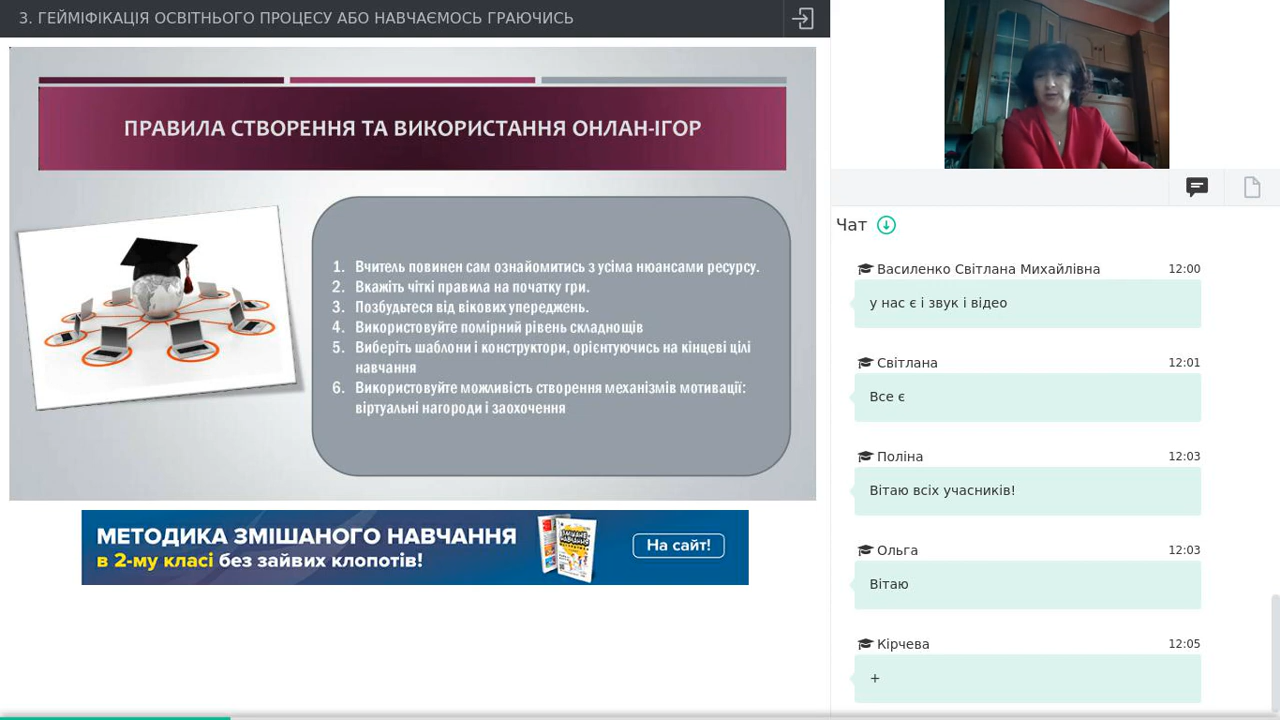 3. ГЕЙМІФІКАЦІЯ ОСВІТНЬОГО ПРОЦЕСУ АБО НАВЧАЄМОСЬ ГРАЮЧИСЬ
ПРАВИЛА СТВОРЕННЯ ТА ВИКОРИСТАННЯ ОНЛАН-ІГОР
1. Вчитель повинен сам ознайомитись з усіма нюансами ресурсу.
2. Вкажіть чіткі правила на початку гри.
3. Позбудьтеся від вікових упереджень.
4. Використовуйте помірний рівень складнощів
5. Виберіть шаблони і конструктори, орієнтуючись на кінцеві цілі
навчання
6. Використовуйте можливість створення механізмів мотивації:
віртуальні нагороди і заохочення
МЕТОДИКА ЗМІШАНОГО НАВЧАННЯ
в 2-му класі без зайвих клопотів!
На сайт!
Чат
Василенко Світлана Михайлівна 12:00
у нас є і звук і відео
Світлана 12:01
Все є
Поліна 12:03
Вітаю всіх учасників!
Ольга 12:03
Вітаю
Кірчева 12:05
+